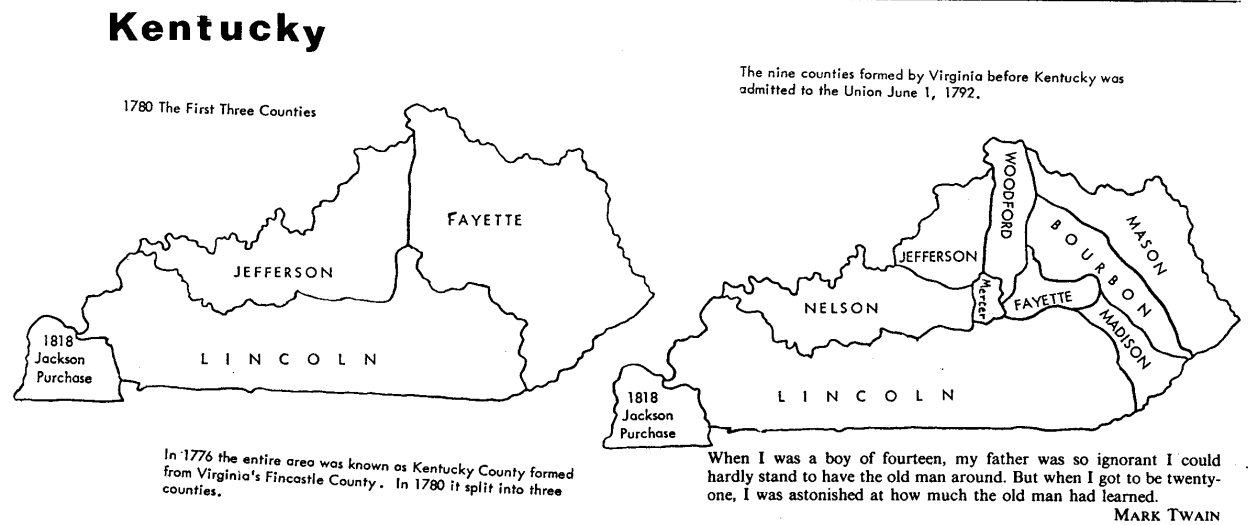 Kentucky
1780 The First Three Counties
FAYETTE
JEFFERSON
LINCOLN
1818
Jackson
Purchase
In 1776 the entire area was known as Kentucky County formed
from Virginia's Fincastle County. In 1780 it split into three
counties.
The nine counties formed by Virginia before Kentucky was
admitted to the Union June 1, 1792.
WOODFORD
MASON
BOURBON
JEFFERSON
Mercer
FAYETTE
NELSON
MADISON
LINCOLN
1818
Jackson
Purchase
When I was a boy of fourteen, my father was so ignorant I could
hardly stand to have the old man around. But when I got to be twenty-
one, I was astonished at how much the old man had learned.
MARK TWAIN